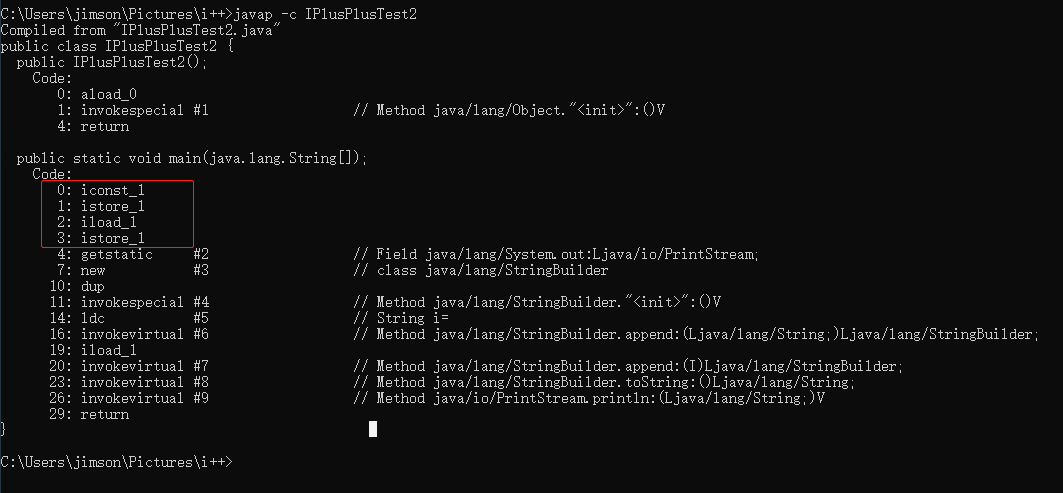 C:\Users\jimson\Pictures\i++>javap -c IPlusPlusTest2
Compiled from "IPlusPlusTest2.java"
public class IPlusPlusTest2 {
  public IPlusPlusTest2();
    Code:
       0: aload_0
       1: invokespecial #1                  // Method java/lang/Object."<init>":()V
       4: return

  public static void main(java.lang.String[]);
    Code:
       0: iconst_1
       1: istore_1
       2: iload_1
       3: istore_1
       4: getstatic     #2                  // Field java/lang/System.out:Ljava/io/PrintStream;
       7: new           #3                  // class java/lang/StringBuilder
      10: dup
      11: invokespecial #4                  // Method java/lang/StringBuilder."<init>":()V
      14: ldc           #5                  // String i=
      16: invokevirtual #6                  // Method java/lang/StringBuilder.append:(Ljava/lang/String;)Ljava/lang/StringBuilder;
      19: iload_1
      20: invokevirtual #7                  // Method java/lang/StringBuilder.append:(I)Ljava/lang/StringBuilder;
      23: invokevirtual #8                  // Method java/lang/StringBuilder.toString:()Ljava/lang/String;
      26: invokevirtual #9                  // Method java/io/PrintStream.println:(Ljava/lang/String;)V
      29: return
}

C:\Users\jimson\Pictures\i++>